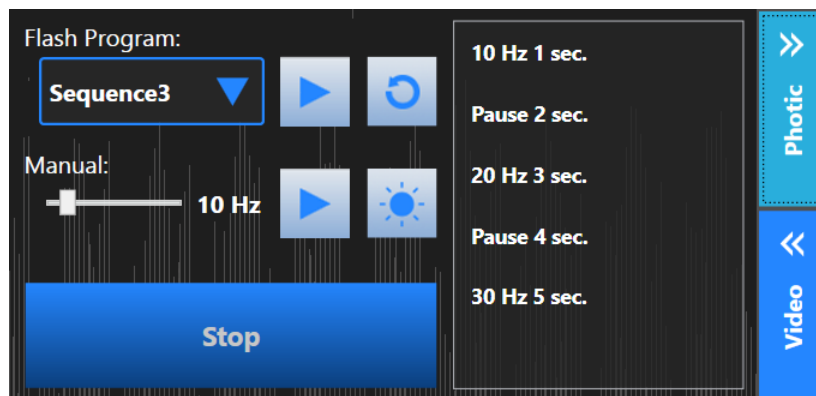 Flash Program:
Sequence3
Manual:
10 Hz
Stop
10 Hz 1 sec.
Pause 2 sec.
20 Hz 3 sec.
Pause 4 sec.
30 Hz 5 sec.
Photic
Video